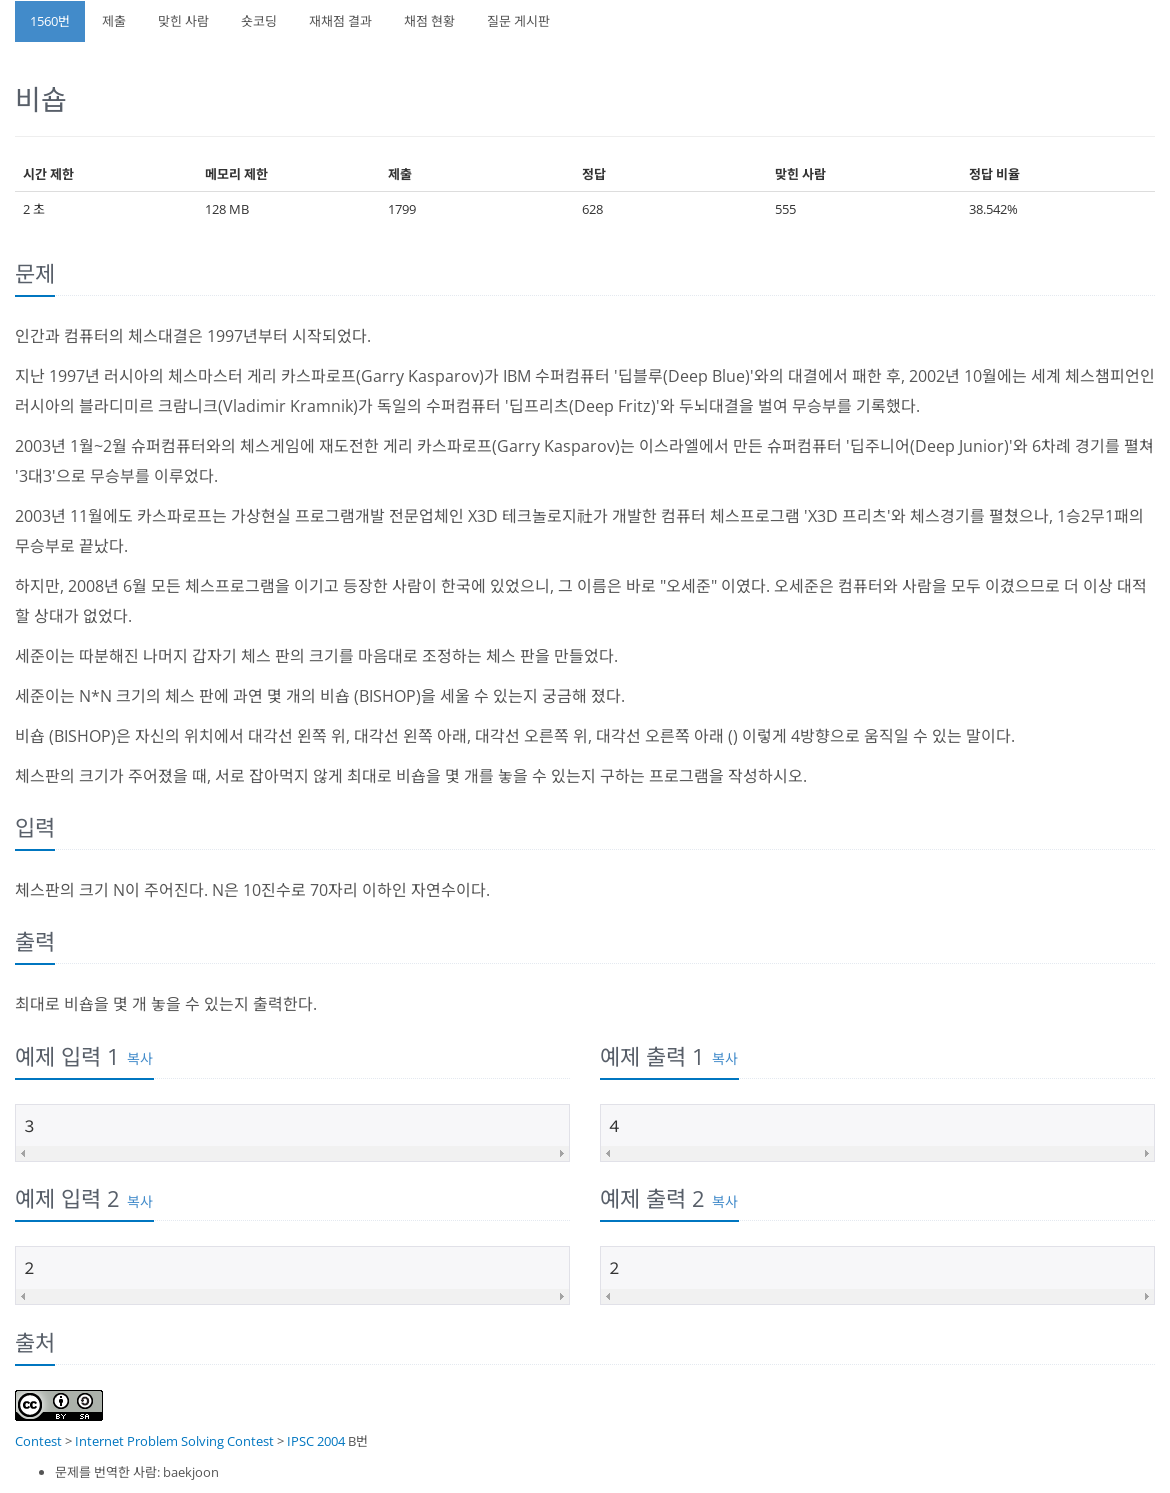 1560번 제출 맞힌 사람 숏코딩 재채점 결과 채점 현황 질문 게시판
비숍
시간 제한 메모리 제한 제출 정답 맞힌 사람 정답 비율
2 초 128 MB 1799 628 555 38.542%
문제
인간과 컴퓨터의 체스대결은 1997년부터 시작되었다.
지난 1997년 러시아의 체스마스터 게리 카스파로프(Garry Kasparov)가 IBM 수퍼컴퓨터 '딥블루(Deep Blue)'와의 대결에서 패한 후, 2002년 10월에는 세계 체스챔피언인
러시아의 블라디미르 크람니크(Vladimir Kramnik)가 독일의 수퍼컴퓨터 '딥프리츠(Deep Fritz)'와 두뇌대결을 벌여 무승부를 기록했다.
2003년 1월~2월 슈퍼컴퓨터와의 체스게임에 재도전한 게리 카스파로프(Garry Kasparov)는 이스라엘에서 만든 슈퍼컴퓨터 '딥주니어(Deep Junior)'와 6차례 경기를 펼쳐
'3대3'으로 무승부를 이루었다.
2003년 11월에도 카스파로프는 가상현실 프로그램개발 전문업체인 X3D 테크놀로지社가 개발한 컴퓨터 체스프로그램 'X3D 프리츠'와 체스경기를 펼쳤으나, 1승2무1패의
무승부로 끝났다.
하지만, 2008년 6월 모든 체스프로그램을 이기고 등장한 사람이 한국에 있었으니, 그 이름은 바로 "오세준" 이였다. 오세준은 컴퓨터와 사람을 모두 이겼으므로 더 이상 대적
할 상대가 없었다.
세준이는 따분해진 나머지 갑자기 체스 판의 크기를 마음대로 조정하는 체스 판을 만들었다.
세준이는 N*N 크기의 체스 판에 과연 몇 개의 비숍 (BISHOP)을 세울 수 있는지 궁금해 졌다.
비숍 (BISHOP)은 자신의 위치에서 대각선 왼쪽 위, 대각선 왼쪽 아래, 대각선 오른쪽 위, 대각선 오른쪽 아래 () 이렇게 4방향으로 움직일 수 있는 말이다.
체스판의 크기가 주어졌을 때, 서로 잡아먹지 않게 최대로 비숍을 몇 개를 놓을 수 있는지 구하는 프로그램을 작성하시오.
입력
체스판의 크기 N이 주어진다. N은 10진수로 70자리 이하인 자연수이다.
출력
최대로 비숍을 몇 개 놓을 수 있는지 출력한다.
예제 입력 1 복사
3
예제 출력 1 복사
4
예제 입력 2 복사
2
예제 출력 2 복사
2
출처
cc BY SA
Contest > Internet Problem Solving Contest > IPSC 2004 B번
문제를 번역한 사람: baekjoon